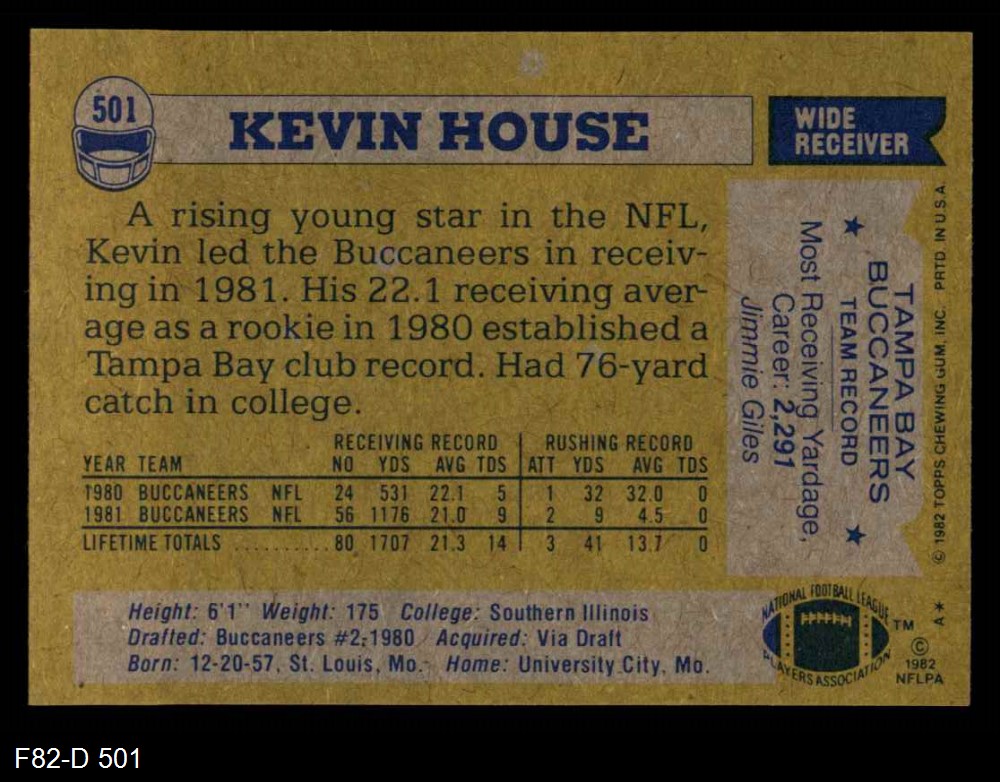 501
KEVIN HOUSE
WIDE
RECEIVER
A rising young star in the NFL,
Kevin led the Buccaneers in receiv-
ing in 1981. His 22.1 receiving aver-
age as a rookie in 1980 established a
Tampa Bay club record. Had 76-yard
catch in college.
RECEIVING RECORD RUSHING RECORD
YEAR TEAM NO YDS AVG TDS ATT YDS AVG TDS
1980 BUCCANEERS NFL 24 531 22.1 5 1 32 32.0 0
1981 BUCCANEERS NFL 56 1176 21.0 9 2 9 4.5 0
LIFETIME TOTALS .......... 80 1707 21.3 14 3 41 13.7 0
TAMPA BAY
BUCCANEERS
★ TEAM RECORD ★
Most Receiving Yardage,
Career: 2,291
Jimmie Giles
© 1982 TOPPS CHEWING GUM, INC. PRTD. IN U.S.A.
Height: 6'1" Weight: 175 College: Southern Illinois
Drafted: Buccaneers #2-1980 Acquired: Via Draft
Born: 12-20-57, St. Louis, Mo. Home: University City, Mo.
NATIONAL FOOTBALL LEAGUE
PLAYERS ASSOCIATION
TM
A*
©
1982
NFLPA
F82-D 501